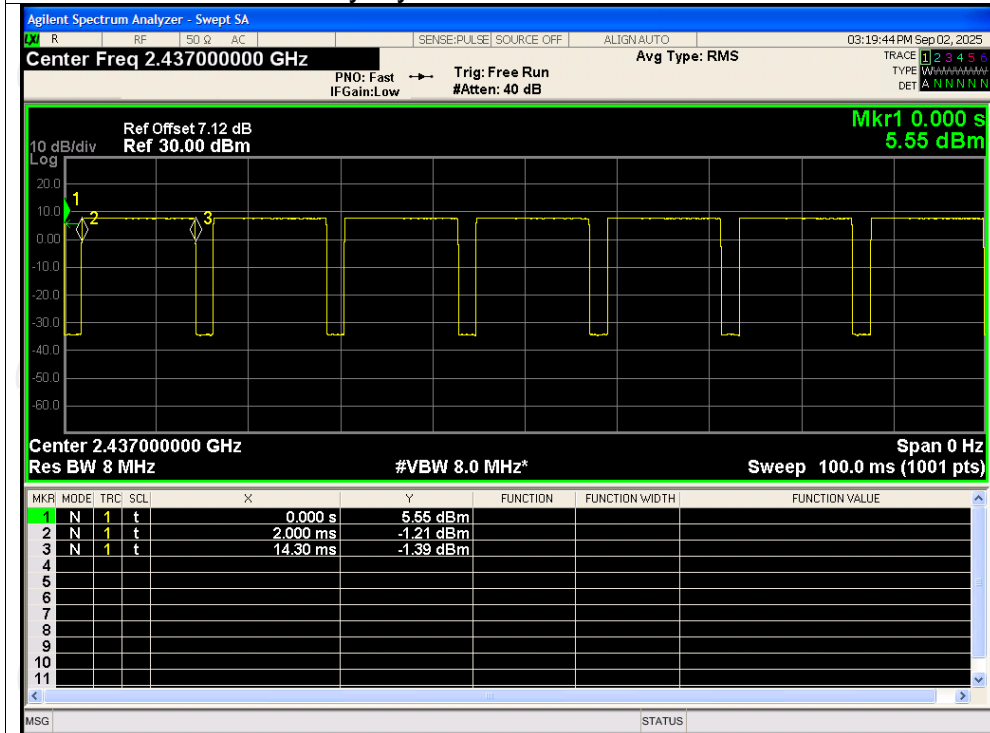 Agilent Spectrum Analyzer - Swept SA
LXI R RF 50 Ω AC SENSE:PULSE SOURCE OFF ALIGN AUTO 03:19:44 PM Sep 02, 2025
Center Freq 2.437000000 GHz Avg Type: RMS TRACE 1 2 3 4 5 6
PNO: Fast Trig: Free Run TYPE WWWWWW
IFGain:Low #Atten: 40 dB DET A N N N N N
Mkr1 0.000 s
Ref Offset 7.12 dB
10 dB/div Ref 30.00 dBm 5.55 dBm
Log
20.0
1
10.0
2 3
0.00
-10.0
-20.0
-30.0
-40.0
-50.0
-60.0
Center 2.437000000 GHz Span 0 Hz
Res BW 8 MHz #VBW 8.0 MHz* Sweep 100.0 ms (1001 pts)
MKR MODE TRC SCL X Y FUNCTION FUNCTION WIDTH FUNCTION VALUE
1 N 1 t 0.000 s 5.55 dBm
2 N 1 t 2.000 ms -1.21 dBm
3 N 1 t 14.30 ms -1.39 dBm
4
5
6
7
8
9
10
11
MSG STATUS